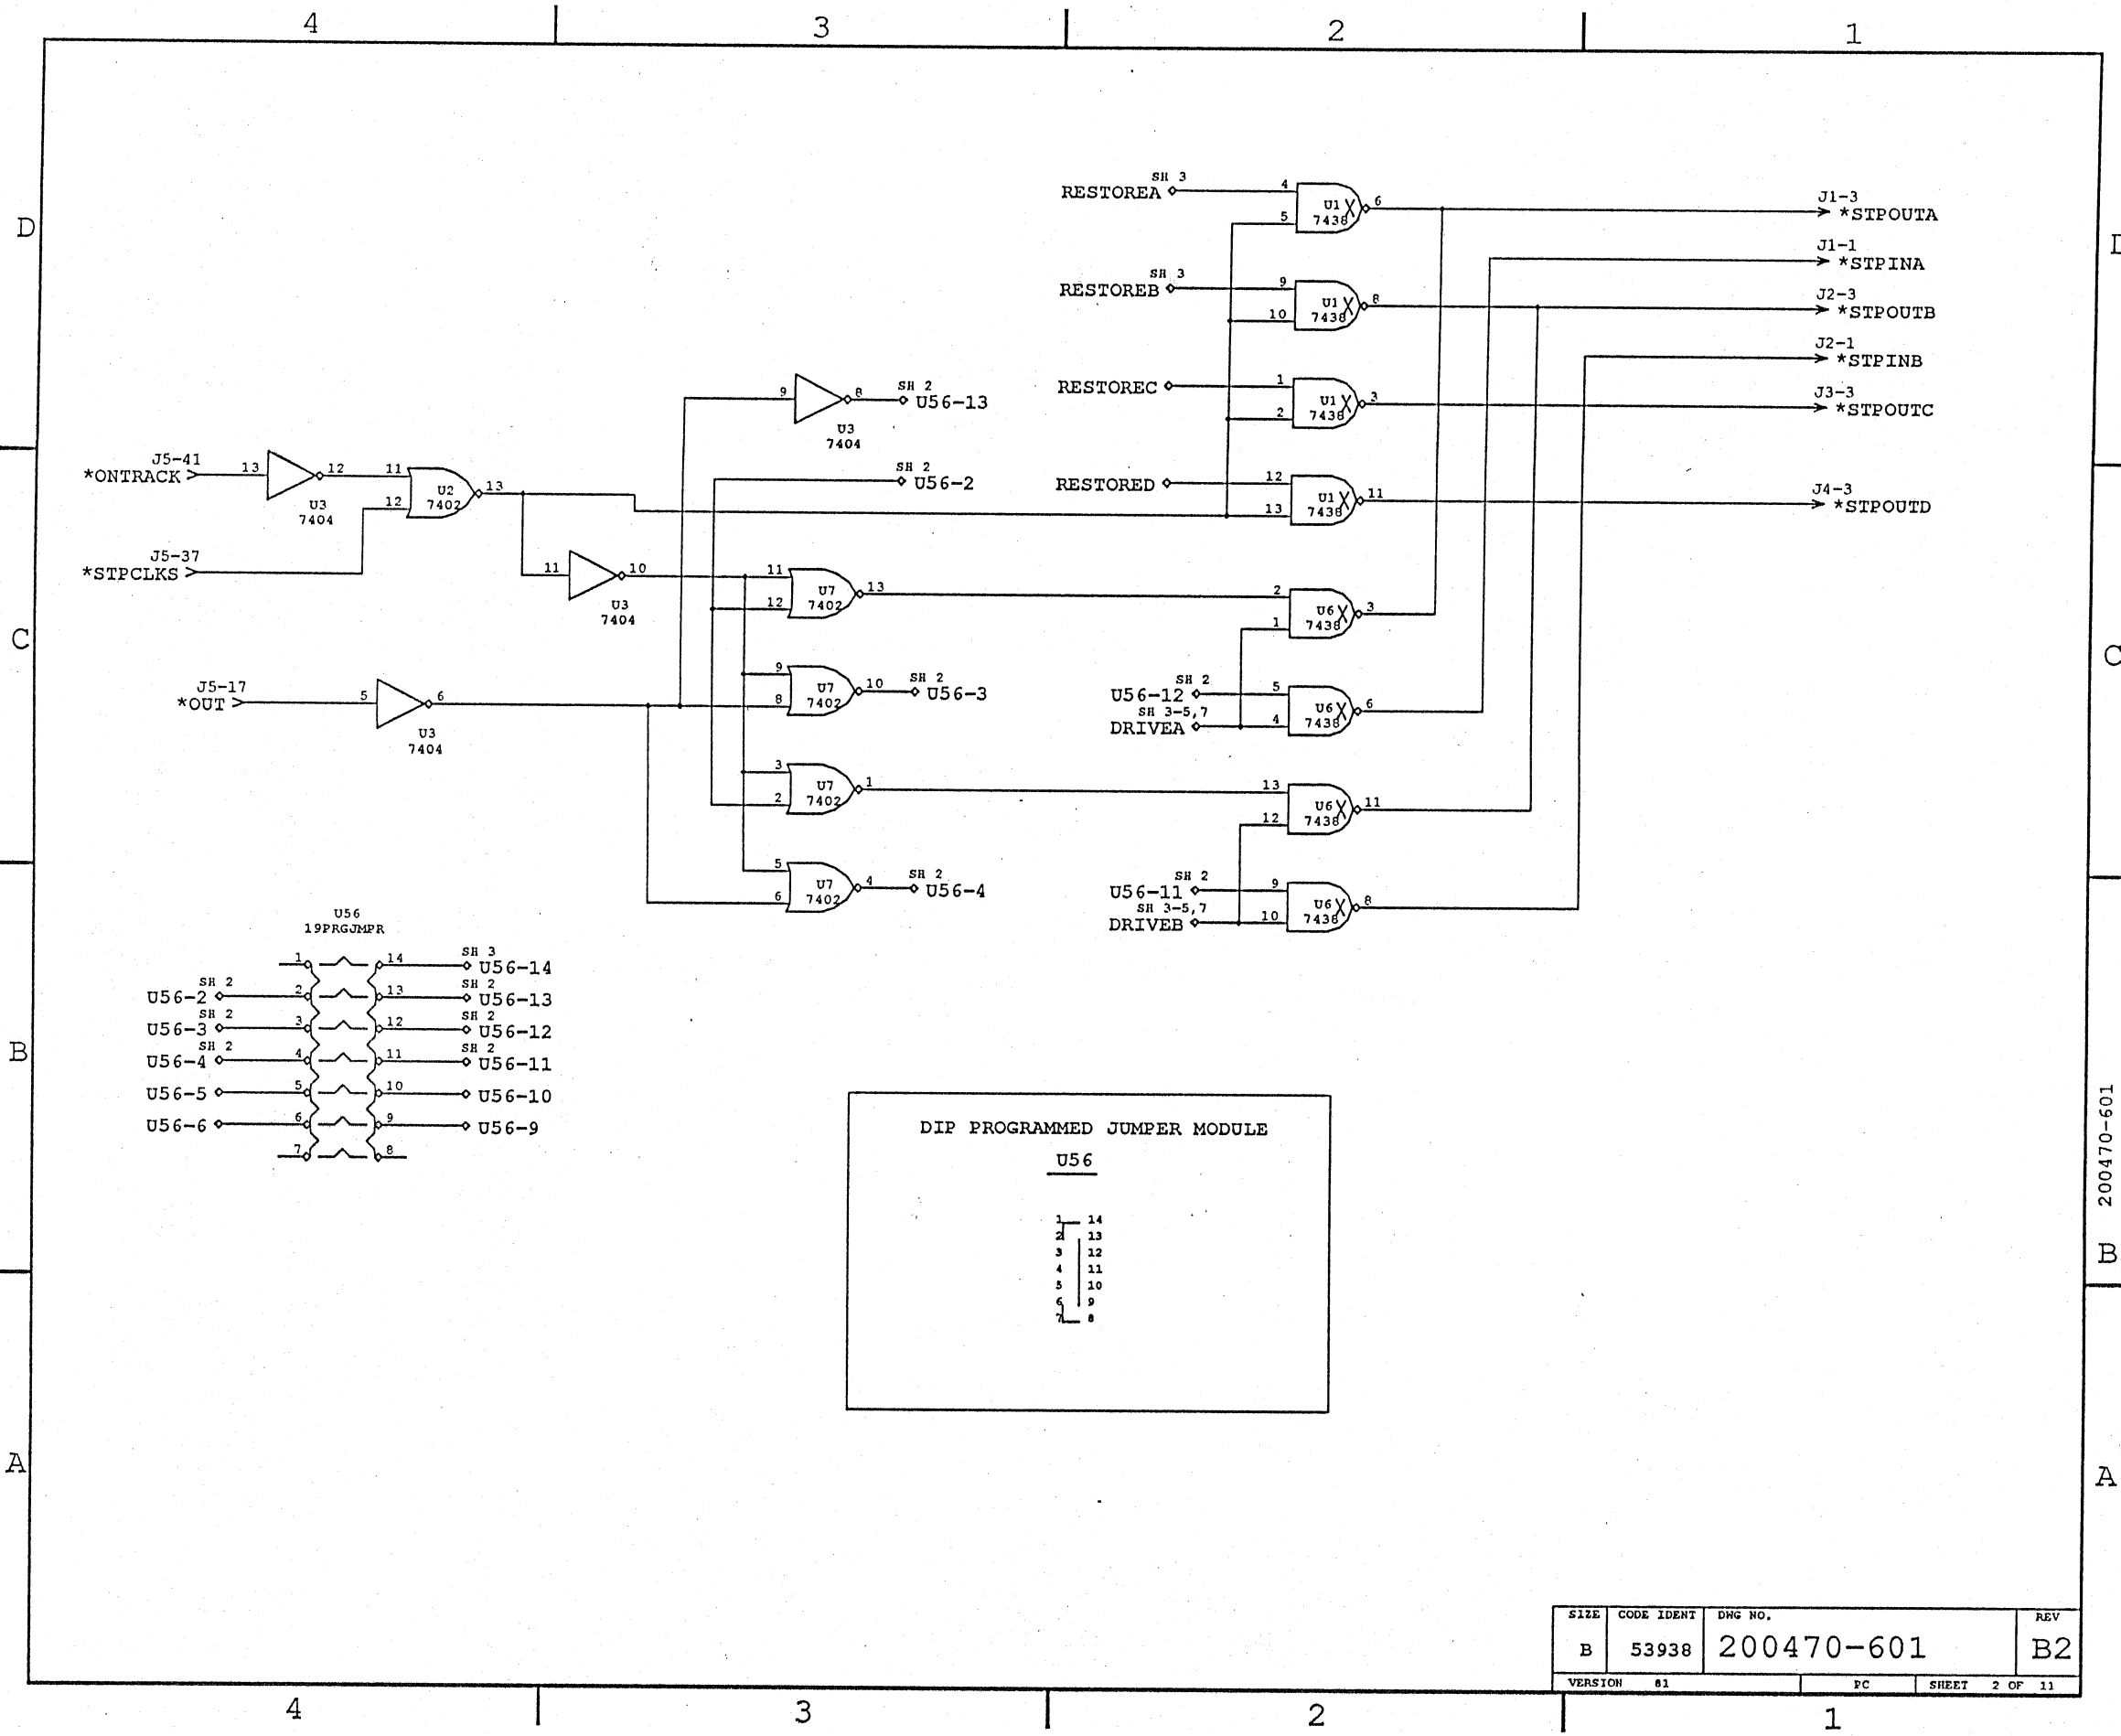 4 3 2 1
D
SH 3
RESTOREA 4 5 U1 7438 6
J1-3
*STPOUTA
J1-1
*STPINA
SH 3
RESTOREB 9 10 U1 7438 8
J2-3
*STPOUTB
J2-1
*STPINB
RESTOREC 1 2 U1 7438 3
J3-3
*STPOUTC
9 8 SH 2
U56-13
U3
7404
SH 2
U56-2
RESTORED 12 13 U1 7438 11
J4-3
*STPOUTD
J5-41
*ONTRACK 13 12 11
U3
7404
12 U2 7402 13
J5-37
*STPCLKS
11 10
U3
7404
11 12 U7 7402 13
2 1 U6 7438 3
C C
J5-17
*OUT 5 6
U3
7404
9 8 U7 7402 10
SH 2
U56-3
SH 2
U56-12 5
SH 3-5,7
DRIVEA 4
U6 7438 6
3 2 U7 7402 1
13 12 U6 7438 11
5 6 U7 7402 4
SH 2
U56-4
SH 2
U56-11 9
SH 3-5,7
DRIVEB 10
U6 7438 8
U56
19PRGJMPR
1 14 SH 3
U56-14
SH 2
U56-2 2 13 SH 2
U56-13
SH 2
U56-3 3 12 SH 2
U56-12
SH 2
U56-4 4 11 SH 2
U56-11
U56-5 5 10 U56-10
U56-6 6 9 U56-9
7 8
B B
200470-601
DIP PROGRAMMED JUMPER MODULE
U56
1 14
2 13
3 12
4 11
5 10
6 9
7 8
A A
SIZE CODE IDENT DWG NO. REV
B 53938 200470-601 B2
VERSION 81 PC SHEET 2 OF 11
4 3 2 1